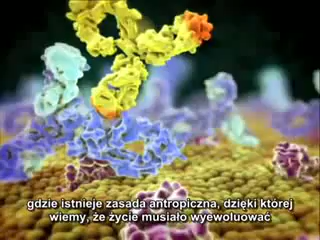 gdzie istnieje zasada antropiczna, dzięki której
wiemy, że życie musiało wyewoluować